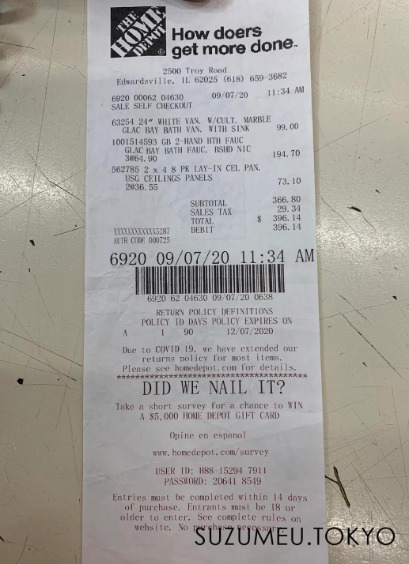 THE
HOME
DEPOT
How doers
get more done.
2500 Troy Road
Edwardsville, IL 62025 (618) 659-3682
6920 00062 04630 09/07/20 11:34 AM
SALE SELF CHECKOUT
63254 24" WHITE VAN. W/CULT. MARBLE
GLAC BAY BATH VAN. WITH SINK 99.00
1001514593 GB 2-HAND BTH FAUC
GLAC BAY BATH FAUC, BSHD NIC
3@64.90 194.70
562785 2 x 4 8 PK LAY-IN CEL PAN.
USG CEILINGS PANELS
2@36.55 73.10
SUBTOTAL 366.80
SALES TAX 29.34
TOTAL $ 396.14
XXXXXXXXXXXX5287 DEBIT 396.14
AUTH CODE 000725
6920 09/07/20 11:34 AM
6920 62 04630 09/07/20 0638
RETURN POLICY DEFINITIONS
POLICY ID DAYS POLICY EXPIRES ON
A 1 90 12/07/2020
Due to COVID 19, we have extended our
returns policy for most items.
Please see homedepot.com for details.
DID WE NAIL IT?
Take a short survey for a chance to WIN
A $5,000 HOME DEPOT GIFT CARD
Opine en espanol
www.homedepot.com/survey
USER ID: H88-15294 7911
PASSWORD: 20641 8549
Entries must be completed within 14 days
of purchase. Entrants must be 18 or
older to enter. See complete rules on
website. No purchase necessary.
SUZUMEU.TOKYO